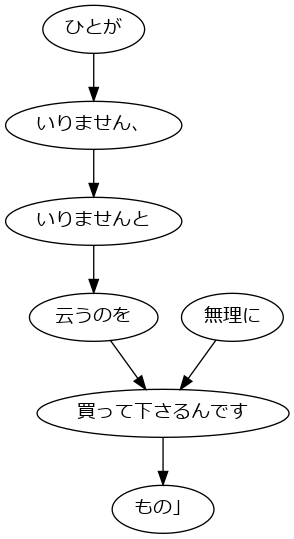 ひとが
いりません、
いりませんと
云うのを
無理に
買って下さるんです
もの」